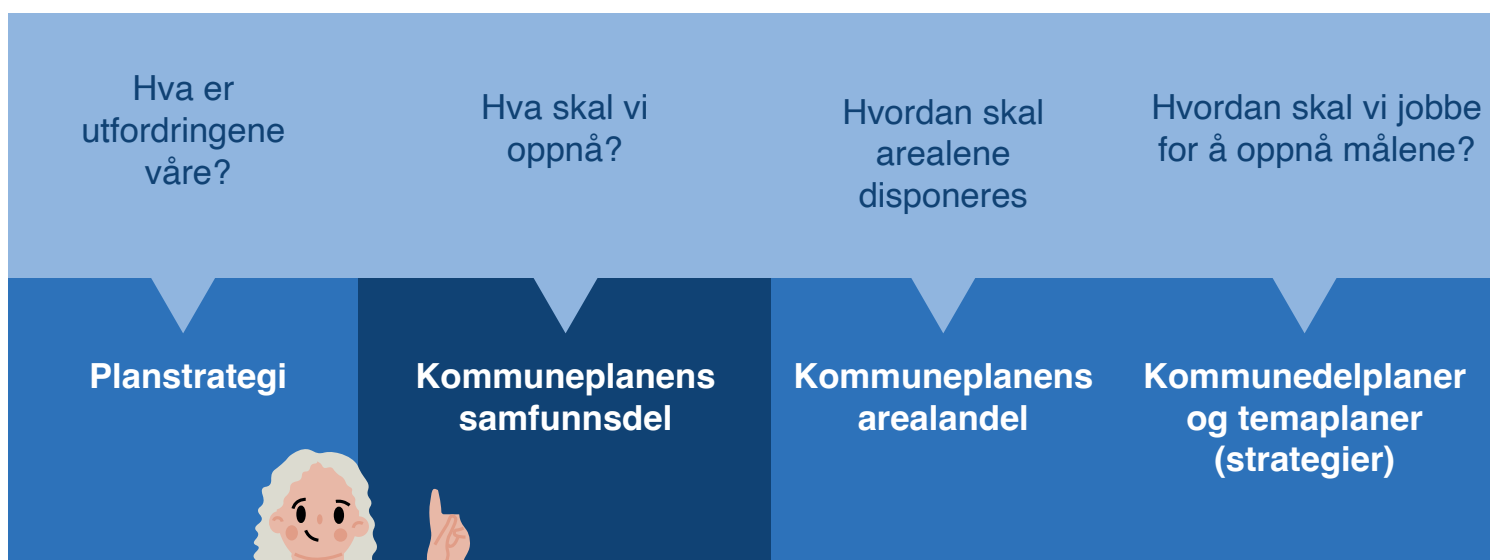 Hva er
utfordringene
våre?
Hva skal vi
oppnå?
Hvordan skal
arealene
disponeres
Hvordan skal vi jobbe
for å oppnå målene?
Planstrategi
Kommuneplanens
samfunnsdel
Kommuneplanens
arealandel
Kommunedelplaner
og temaplaner
(strategier)